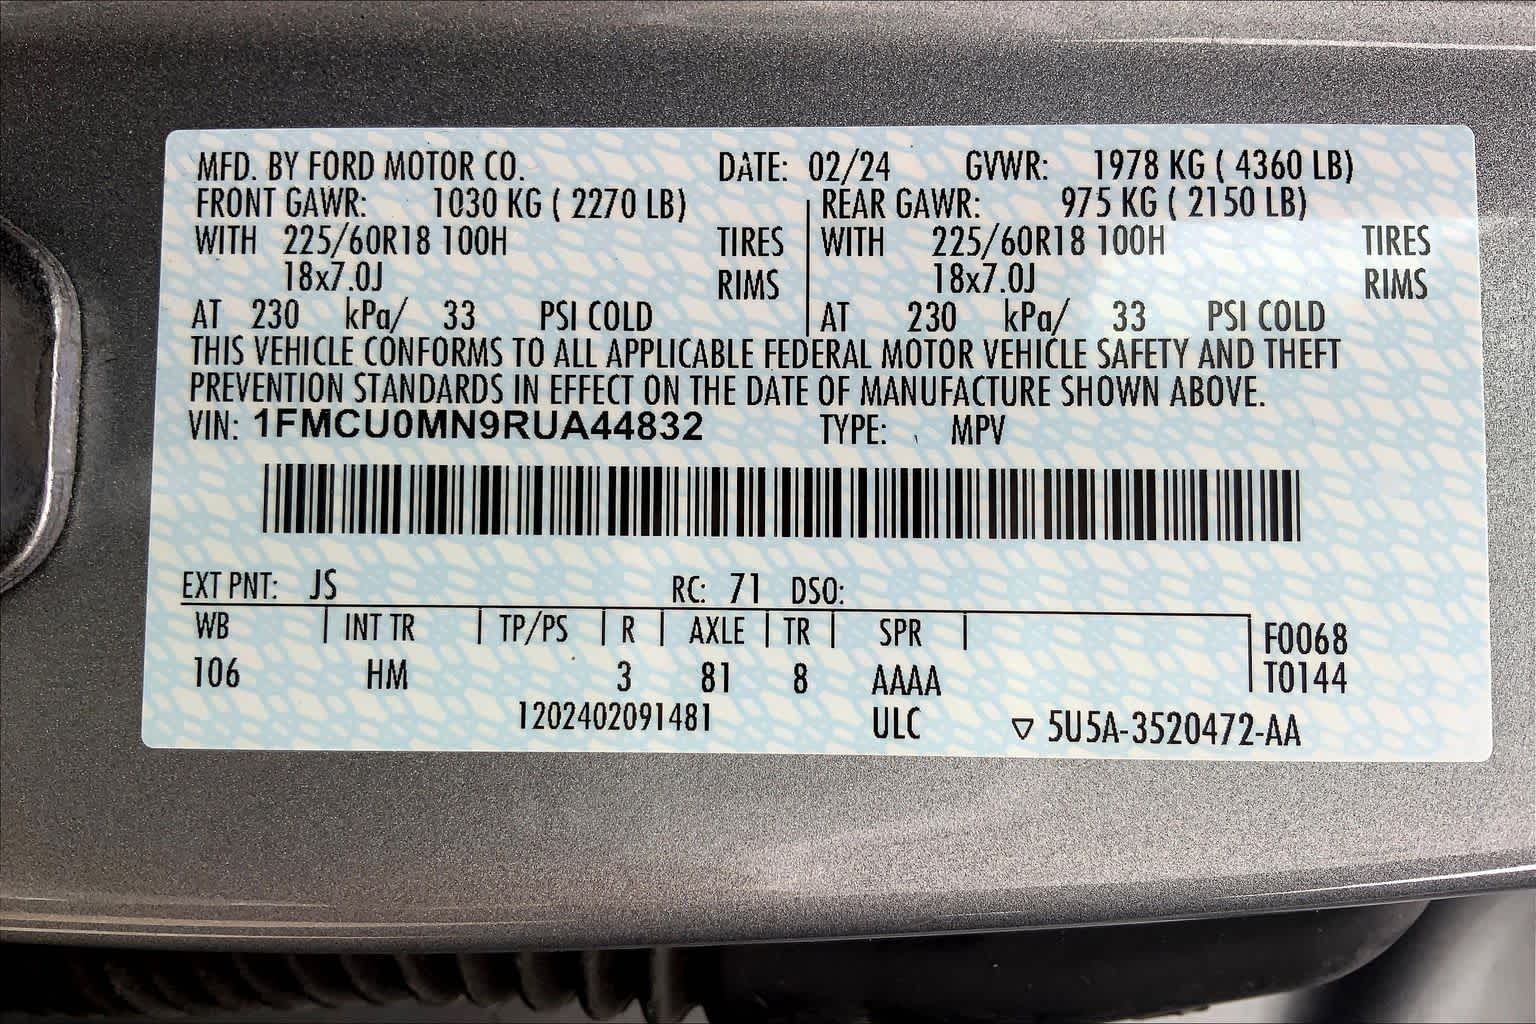 MFD. BY FORD MOTOR CO. DATE: 02/24 GVWR: 1978 KG ( 4360 LB)
FRONT GAWR: 1030 KG ( 2270 LB) REAR GAWR: 975 KG ( 2150 LB)
WITH 225/60R18 100H TIRES WITH 225/60R18 100H TIRES
18x7.0J RIMS 18x7.0J RIMS
AT 230 kPa/ 33 PSI COLD AT 230 kPa/ 33 PSI COLD
THIS VEHICLE CONFORMS TO ALL APPLICABLE FEDERAL MOTOR VEHICLE SAFETY AND THEFT
PREVENTION STANDARDS IN EFFECT ON THE DATE OF MANUFACTURE SHOWN ABOVE.
VIN: 1FMCU0MN9RUA44832 TYPE: MPV
EXT PNT: JS RC: 71 DSO:
WB INT TR TP/PS R AXLE TR SPR F0068
106 HM 3 81 8 AAAA T0144
1202402091481 ULC ▽ 5U5A-3520472-AA